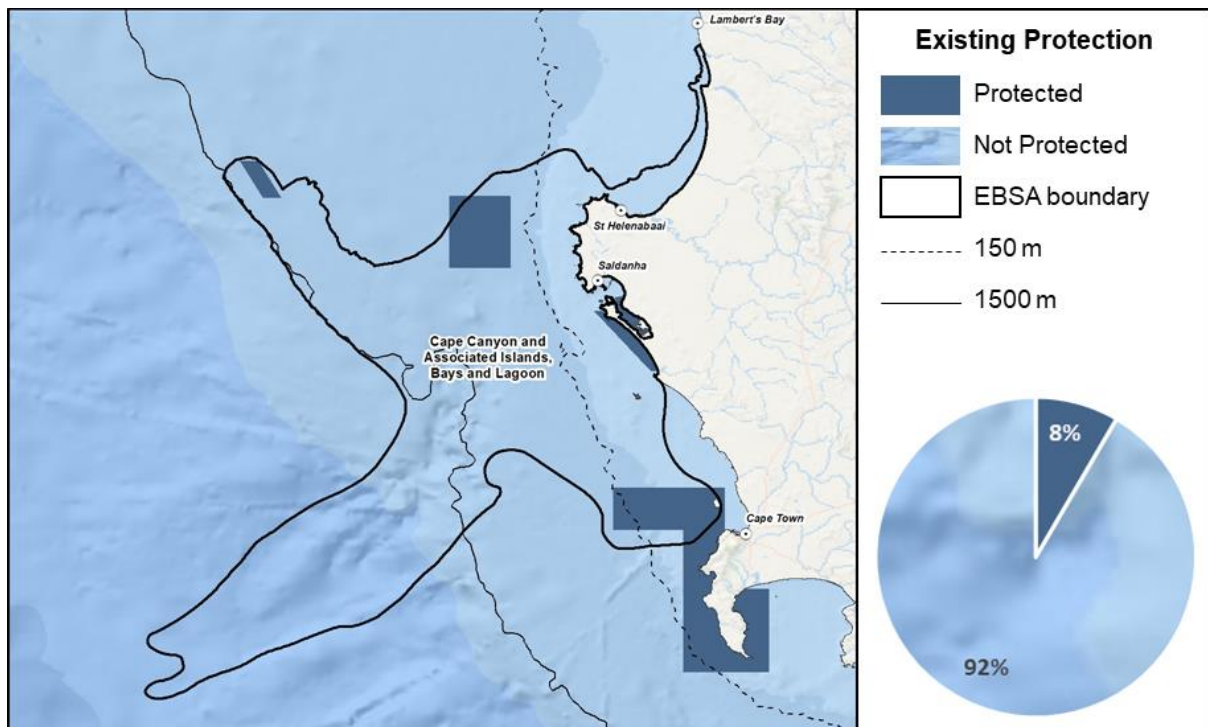 Lambert's Bay
St Helenabaai
Saldanha
Cape Canyon and
Associated Islands,
Bays and Lagoon
Cape Town
Existing Protection
Protected
Not Protected
EBSA boundary
150 m
1500 m
8%
92%